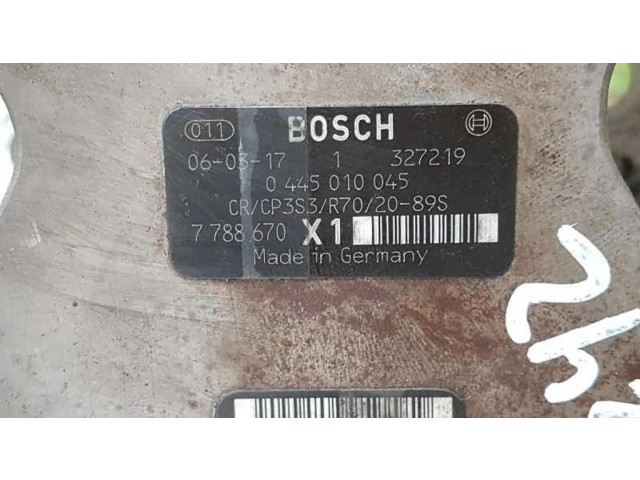 011 BOSCH
06-03-17 1 327219
0 445 010 045
CR/CP3S3/R70/20-89S
7 788 670 X1
Made in Germany